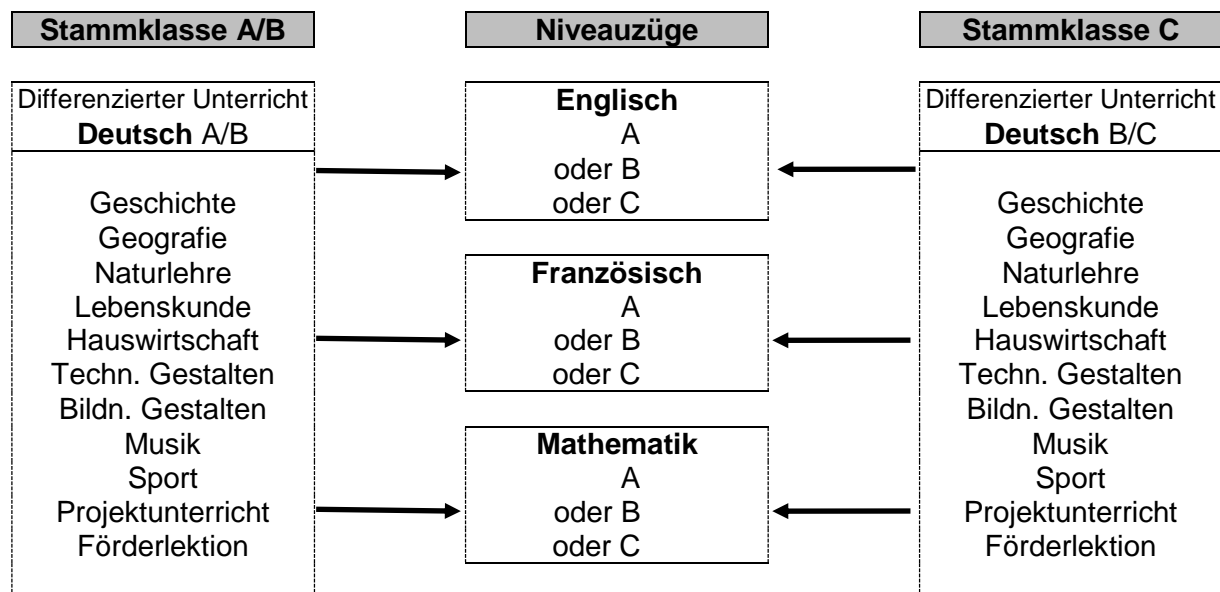 Stammklasse A/B
Differenzierter Unterricht
Deutsch A/B
Geschichte
Geografie
Naturlehre
Lebenskunde
Hauswirtschaft
Techn. Gestalten
Bildn. Gestalten
Musik
Sport
Projektunterricht
Förderlektion
Niveauzüge
Englisch
A
oder B
oder C
Französisch
A
oder B
oder C
Mathematik
A
oder B
oder C
Stammklasse C
Differenzierter Unterricht
Deutsch B/C
Geschichte
Geografie
Naturlehre
Lebenskunde
Hauswirtschaft
Techn. Gestalten
Bildn. Gestalten
Musik
Sport
Projektunterricht
Förderlektion